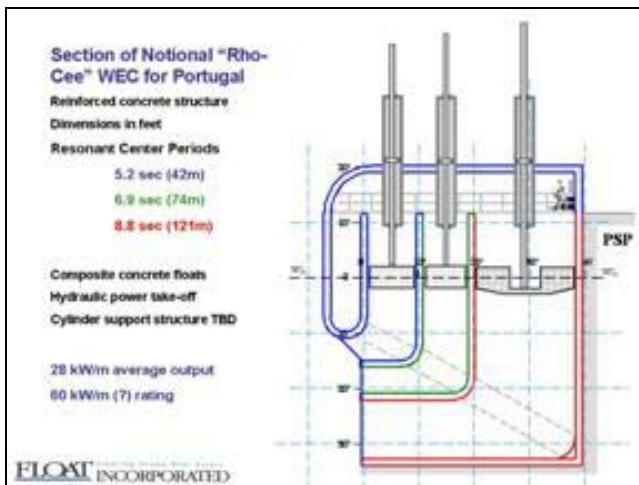 Section of Notional "Rho-
Cee" WEC for Portugal
Reinforced concrete structure
Dimensions in feet
Resonant Center Periods
5.2 sec (42m)
6.9 sec (74m)
8.8 sec (121m)
PSP
Composite concrete floats
Hydraulic power take-off
Cylinder support structure TBD
28 kW/m average output
60 kW/m (?) rating
FLOAT INCORPORATED